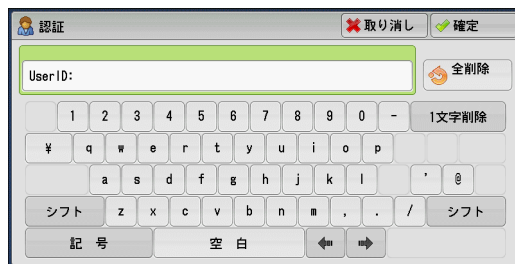 認証 取り消し 確定
UserID: 全削除
1 2 3 4 5 6 7 8 9 0 - 1文字削除
¥ q w e r t y u i o p
a s d f g h j k l ' @
シフト z x c v b n m , . / シフト
記 号 空 白